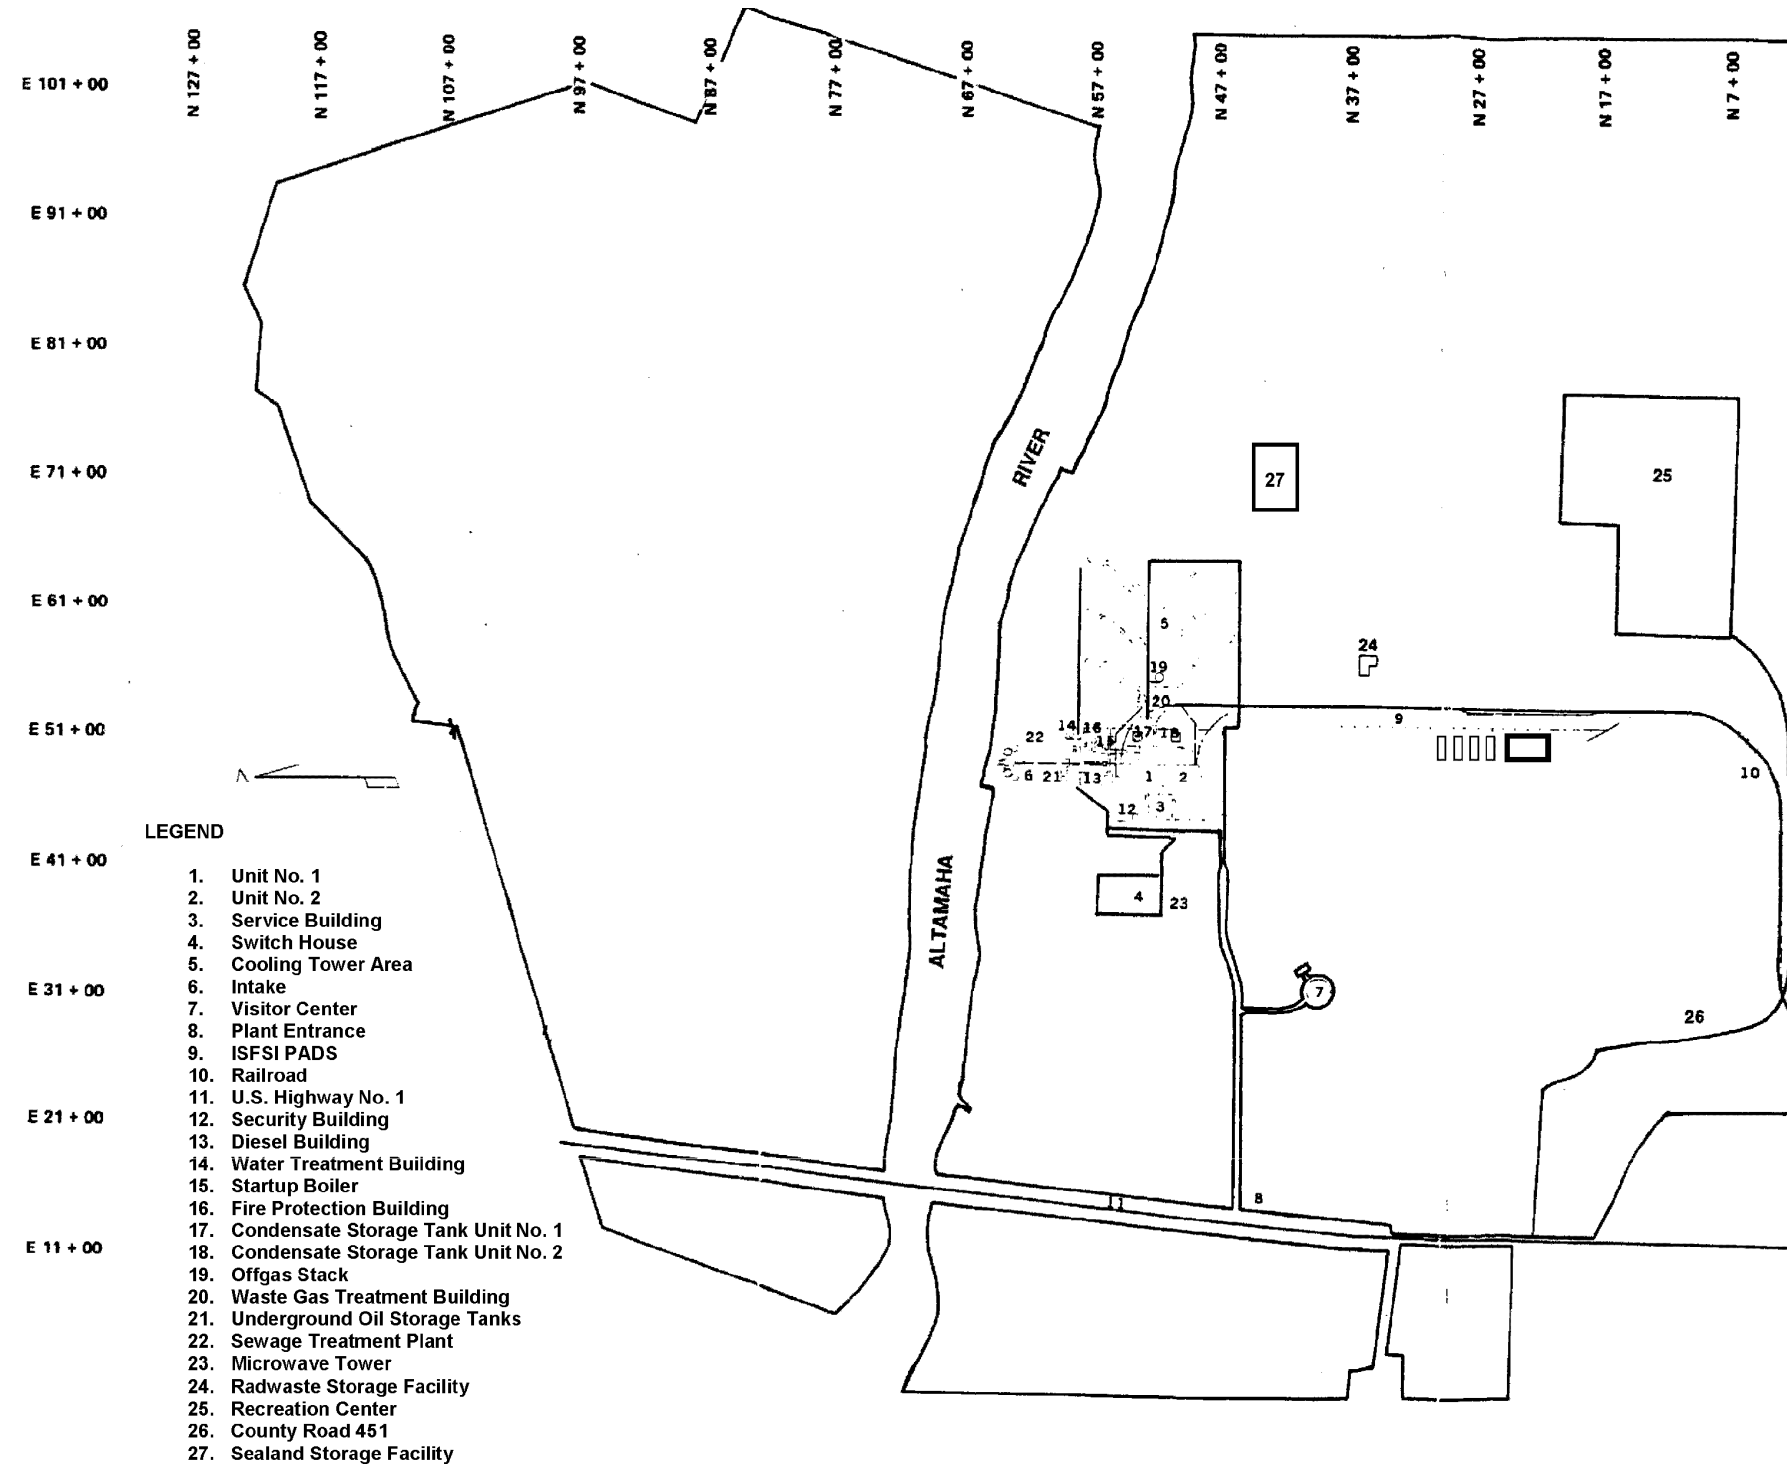 N 127 + 00
N 117 + 00
N 107 + 00
N 97 + 00
N 87 + 00
N 77 + 00
N 67 + 00
N 57 + 00
N 47 + 00
N 37 + 00
N 27 + 00
N 17 + 00
N 7 + 00
E 101 + 00
E 91 + 00
E 81 + 00
E 71 + 00
E 61 + 00
E 51 + 00
E 41 + 00
E 31 + 00
E 21 + 00
E 11 + 00
RIVER
ALTAMAHA
27
25
5
24
19
20
9
14
16
17
18
15
22
6
21
13
1
2
10
12
3
4
23
7
26
8
N
LEGEND
1. Unit No. 1
2. Unit No. 2
3. Service Building
4. Switch House
5. Cooling Tower Area
6. Intake
7. Visitor Center
8. Plant Entrance
9. ISFSI PADS
10. Railroad
11. U.S. Highway No. 1
12. Security Building
13. Diesel Building
14. Water Treatment Building
15. Startup Boiler
16. Fire Protection Building
17. Condensate Storage Tank Unit No. 1
18. Condensate Storage Tank Unit No. 2
19. Offgas Stack
20. Waste Gas Treatment Building
21. Underground Oil Storage Tanks
22. Sewage Treatment Plant
23. Microwave Tower
24. Radwaste Storage Facility
25. Recreation Center
26. County Road 451
27. Sealand Storage Facility